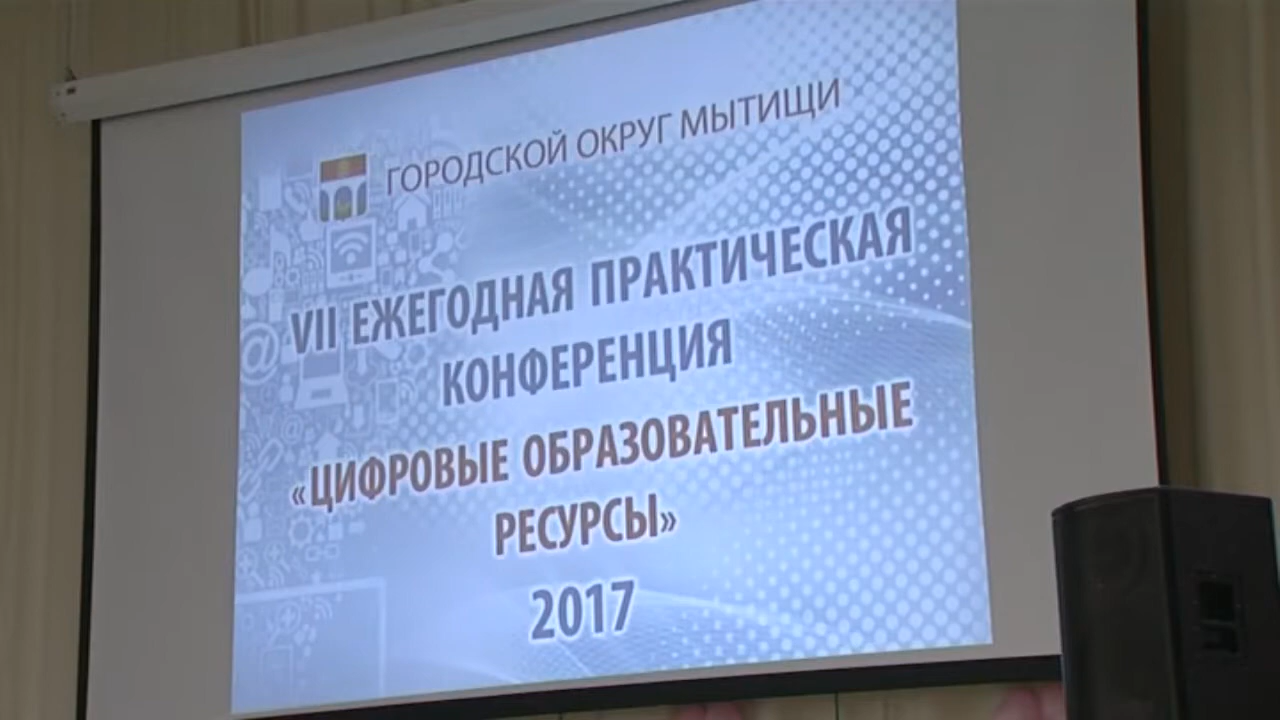 ГОРОДСКОЙ ОКРУГ МЫТИЩИ
VII ЕЖЕГОДНАЯ ПРАКТИЧЕСКАЯ
КОНФЕРЕНЦИЯ
«ЦИФРОВЫЕ ОБРАЗОВАТЕЛЬНЫЕ
РЕСУРСЫ»
2017